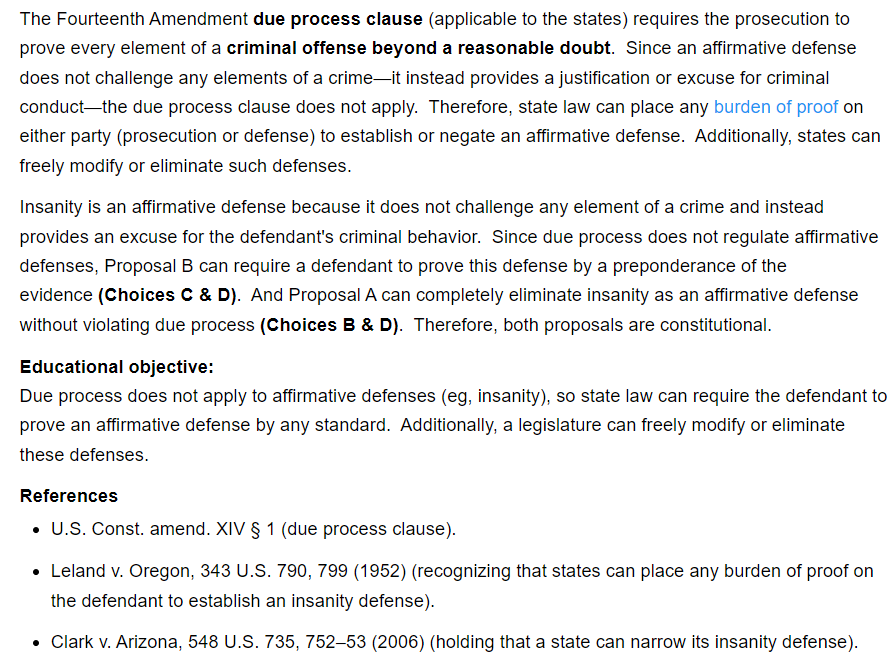 The Fourteenth Amendment due process clause (applicable to the states) requires the prosecution to
prove every element of a criminal offense beyond a reasonable doubt.  Since an affirmative defense
does not challenge any elements of a crime—it instead provides a justification or excuse for criminal
conduct—the due process clause does not apply.  Therefore, state law can place any burden of proof on
either party (prosecution or defense) to establish or negate an affirmative defense.  Additionally, states can
freely modify or eliminate such defenses.
Insanity is an affirmative defense because it does not challenge any element of a crime and instead
provides an excuse for the defendant's criminal behavior.  Since due process does not regulate affirmative
defenses, Proposal B can require a defendant to prove this defense by a preponderance of the
evidence (Choices C & D).  And Proposal A can completely eliminate insanity as an affirmative defense
without violating due process (Choices B & D).  Therefore, both proposals are constitutional.
Educational objective:
Due process does not apply to affirmative defenses (eg, insanity), so state law can require the defendant to
prove an affirmative defense by any standard.  Additionally, a legislature can freely modify or eliminate
these defenses.
References
• U.S. Const. amend. XIV § 1 (due process clause).
• Leland v. Oregon, 343 U.S. 790, 799 (1952) (recognizing that states can place any burden of proof on
the defendant to establish an insanity defense).
• Clark v. Arizona, 548 U.S. 735, 752–53 (2006) (holding that a state can narrow its insanity defense).